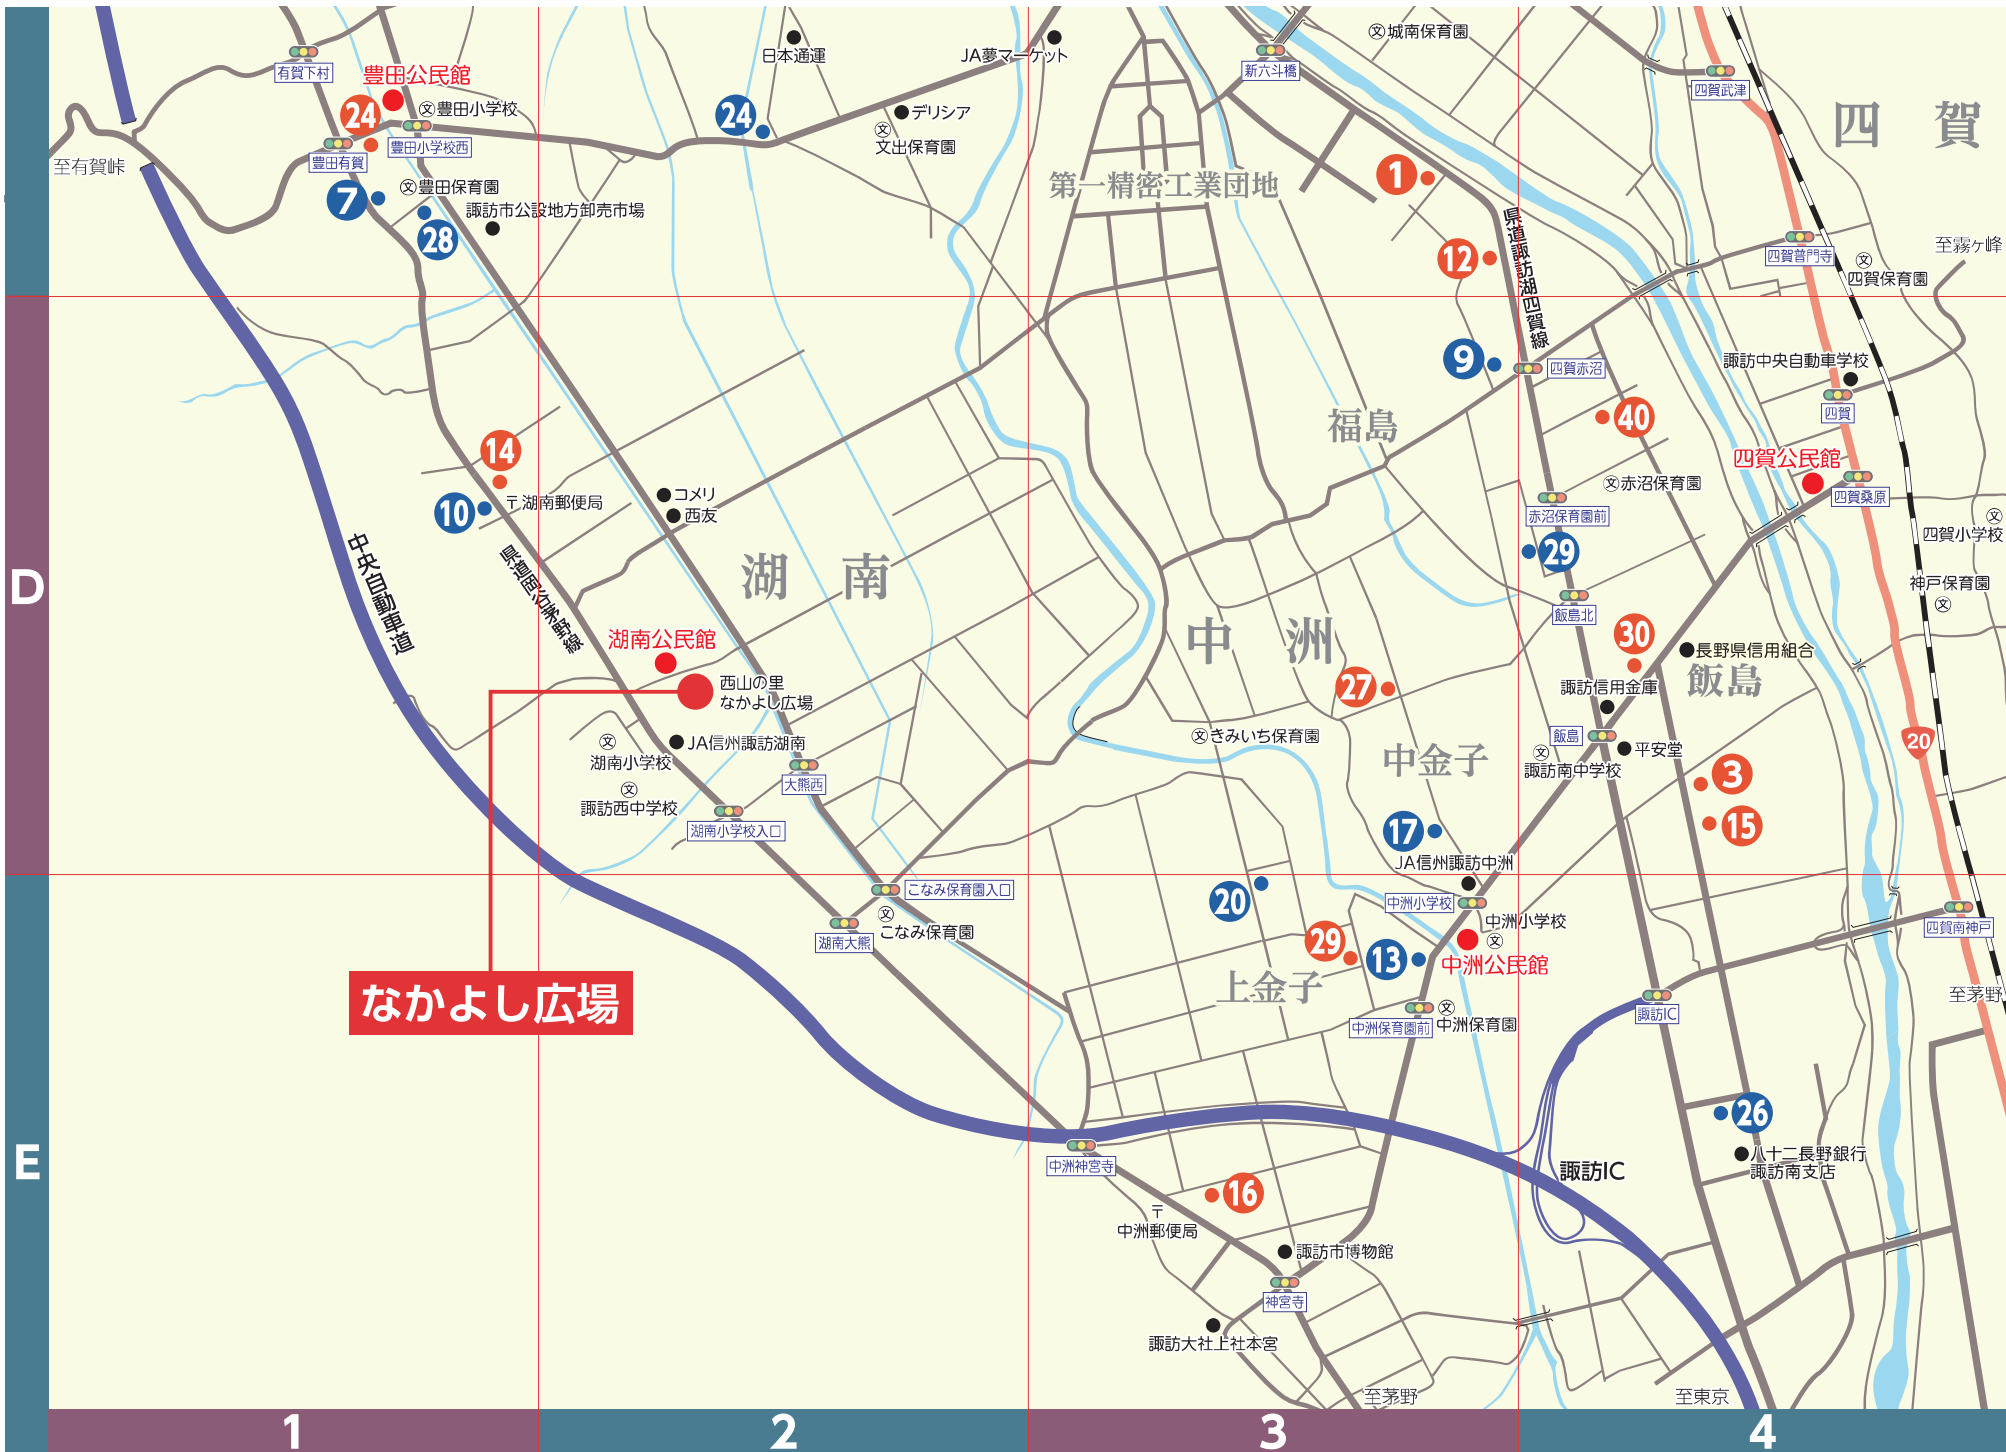 日本通運
JA夢マーケット
城南保育園
有賀下村
豊田公民館
新六斗橋
四賀武津
24
豊田小学校
24
デリシア
四 賀
豊田有賀
豊田小学校西
文出保育園
至有賀峠
1
第一精密工業団地
7
豊田保育園
諏訪市公設地方卸売市場
28
県道諏訪湖四賀線
12
四賀普門寺
至霧ヶ峰
四賀保育園
9
四賀赤沼
諏訪中央自動車学校
四賀
40
福島
14
四賀公民館
赤沼保育園
四賀桑原
10
〒湖南郵便局
コメリ
西友
赤沼保育園前
四賀小学校
中央自動車道
県道岡谷茅野線
湖 南
29
D
神戸保育園
飯島北
湖南公民館
中 洲
30
長野県信用組合
飯島
西山の里
なかよし広場
27
諏訪信用金庫
JA信州諏訪湖南
湖南小学校
きみいち保育園
飯島
平安堂
20
中金子
諏訪南中学校
大熊西
3
諏訪西中学校
湖南小学校入口
17
15
JA信州諏訪中洲
こなみ保育園入口
20
中洲小学校
中洲小学校
湖南大熊
こなみ保育園
29
13
中洲公民館
四賀南神戸
なかよし広場
上金子
至茅野
中洲保育園前
中洲保育園
諏訪IC
26
E
中洲神宮寺
八十二長野銀行
諏訪南支店
諏訪IC
16
〒
中洲郵便局
諏訪市博物館
神宮寺
諏訪大社上社本宮
至茅野
至東京
1
2
3
4